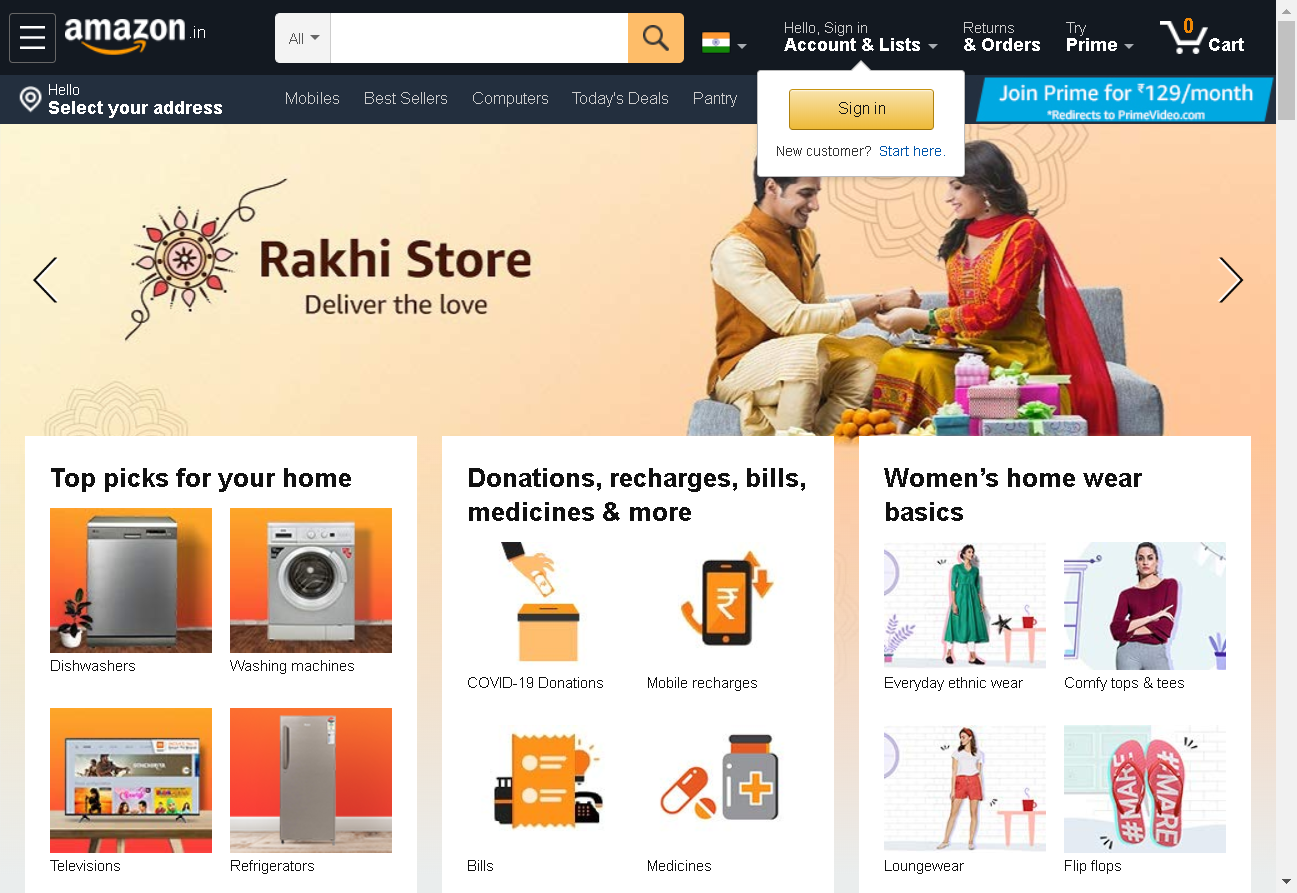 amazon.in
All
Hello, Sign in
Account & Lists
Returns
& Orders
Try
Prime
0
Cart
Hello
Select your address
Mobiles
Best Sellers
Computers
Today's Deals
Pantry
Join Prime for ₹129/month
*Redirects to PrimeVideo.com
Sign in
New customer? Start here.
Rakhi Store
Deliver the love
Top picks for your home
Dishwashers
Washing machines
Televisions
Refrigerators
Donations, recharges, bills,
medicines & more
COVID-19 Donations
Mobile recharges
₹
Bills
Medicines
Women’s home wear
basics
Everyday ethnic wear
Comfy tops & tees
Loungewear
#MAKE
#MARE
Flip flops